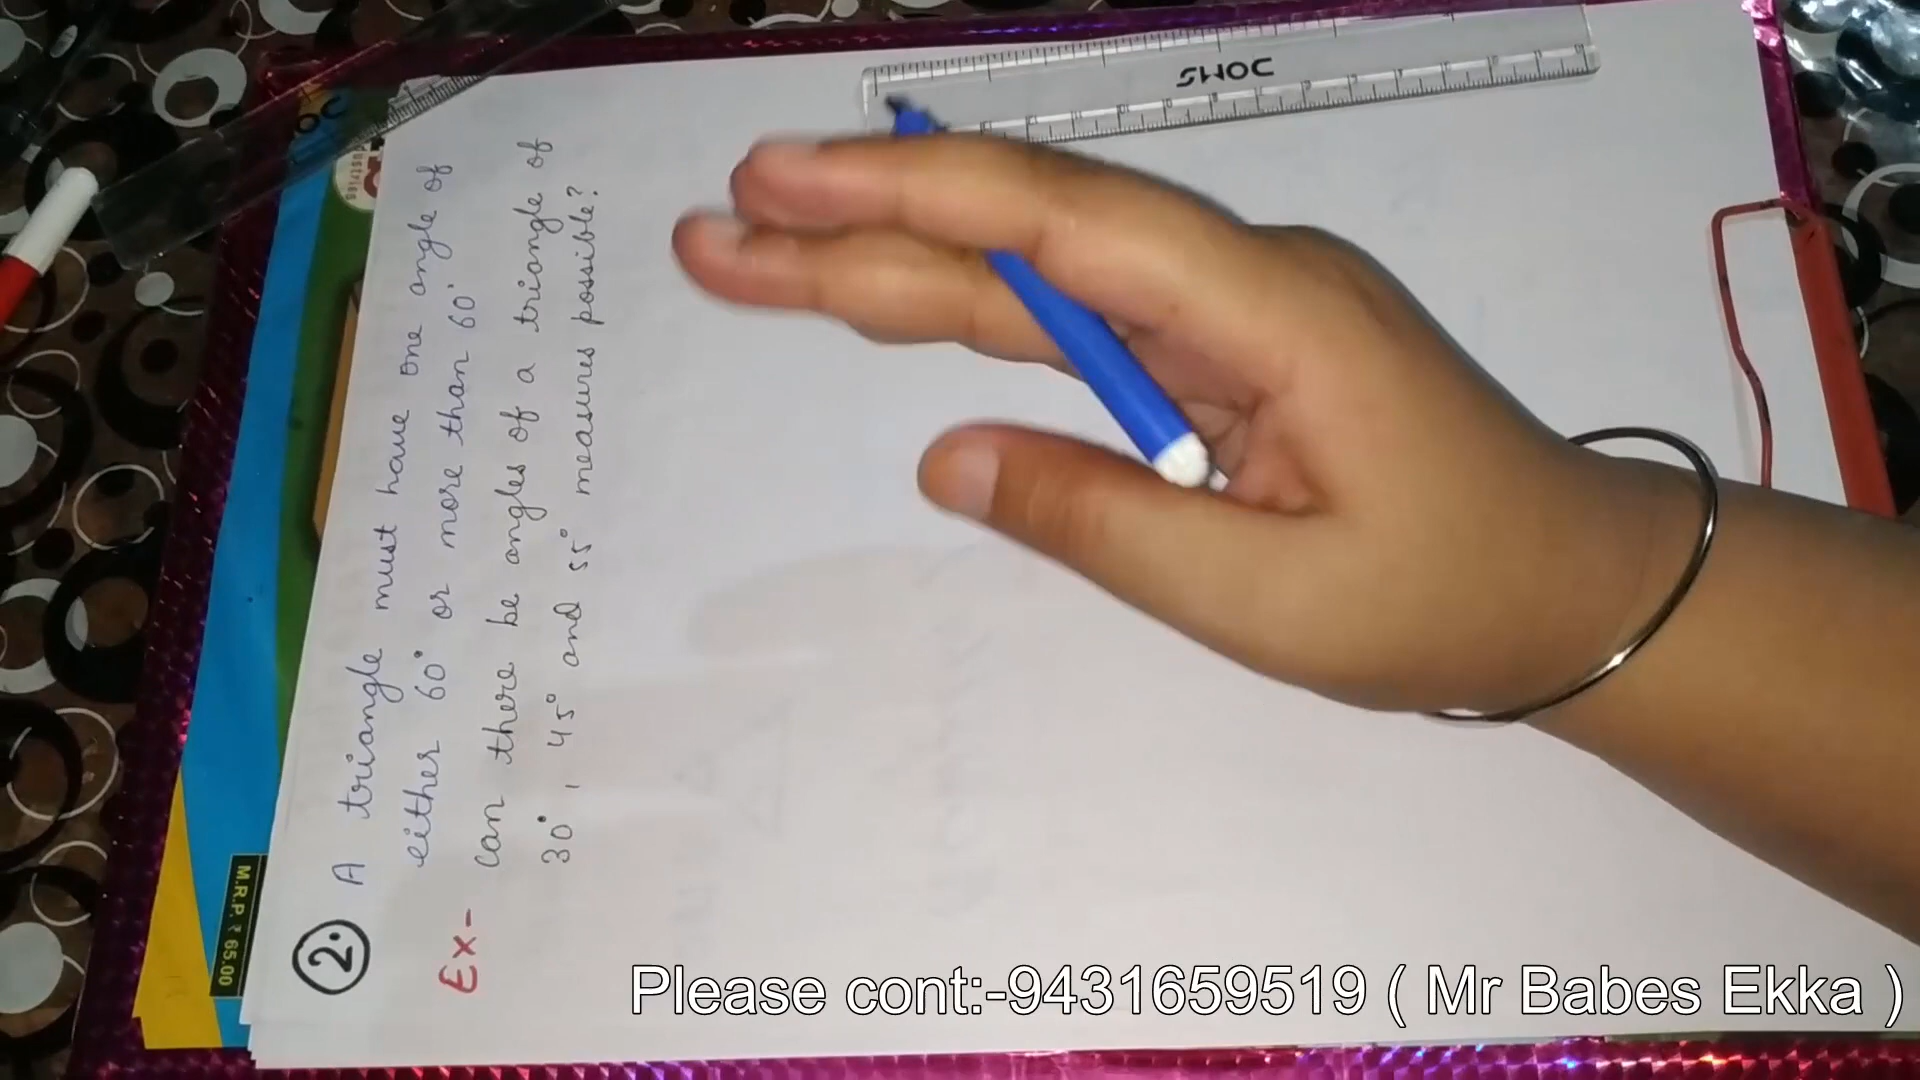 2.
A triangle must have one angle of
either 60° or more than 60°
Ex-
Can there be angles of a triangle of
30°, 45° and 55° measures possible?
DOMS
M.R.P. ₹ 65.00
Please cont:-9431659519 ( Mr Babes Ekka )